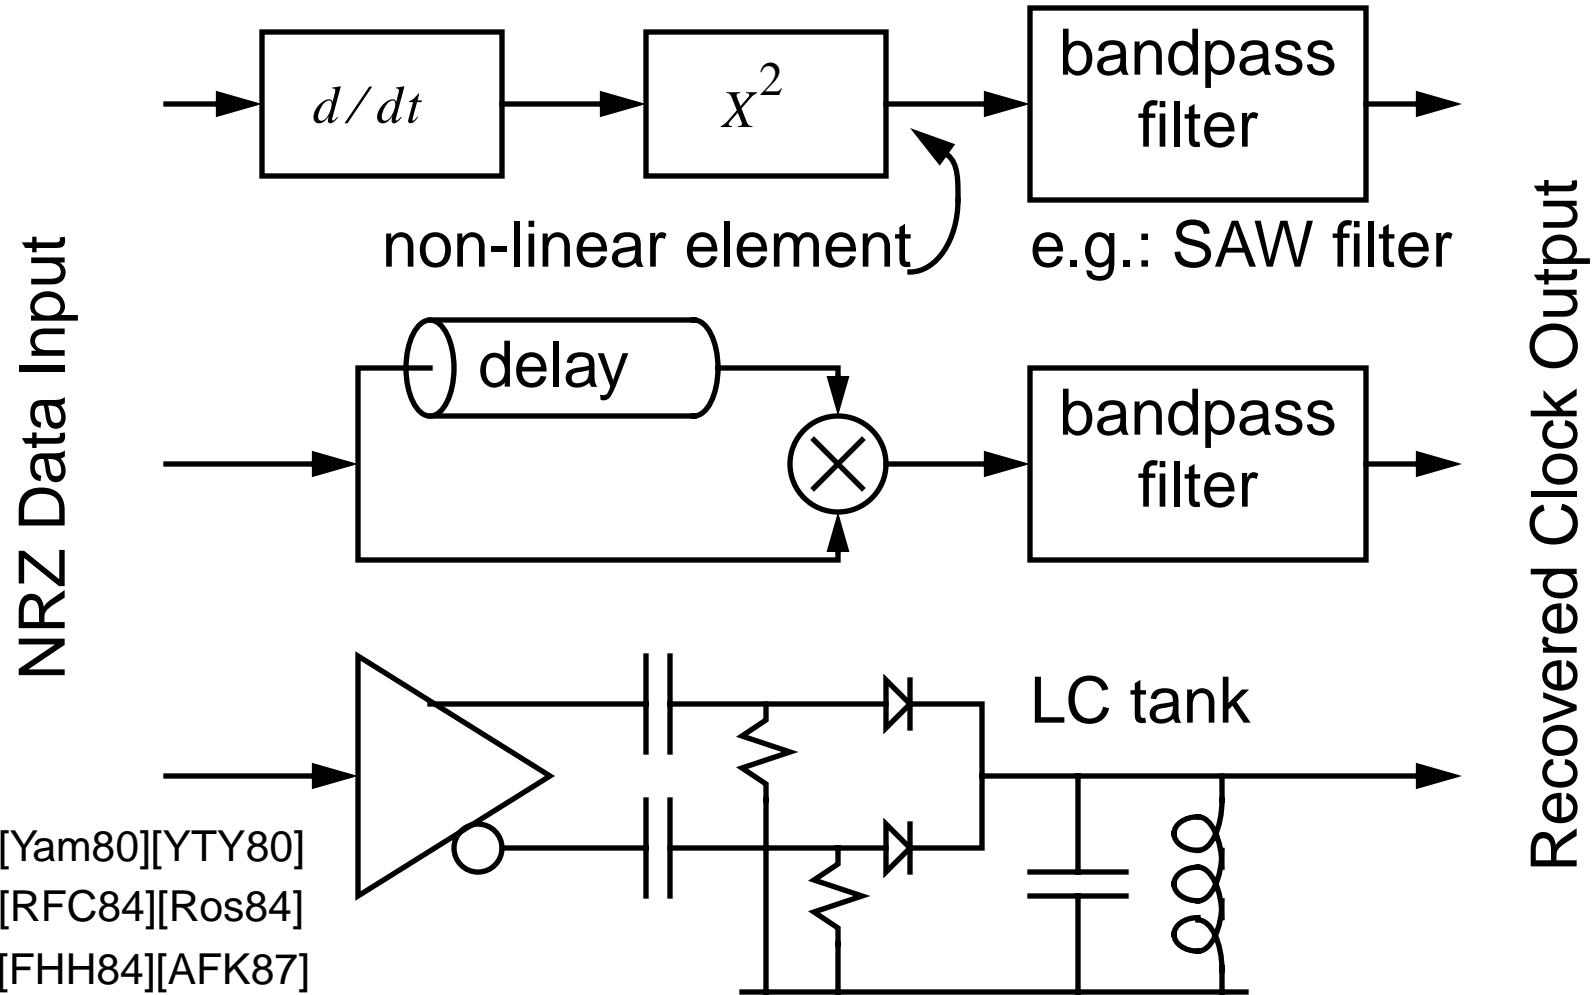 d/dt
X²
bandpass
filter
non-linear element
e.g.: SAW filter
NRZ Data Input
Recovered Clock Output
delay
bandpass
filter
LC tank
[Yam80][YTY80]
[RFC84][Ros84]
[FHH84][AFK87]